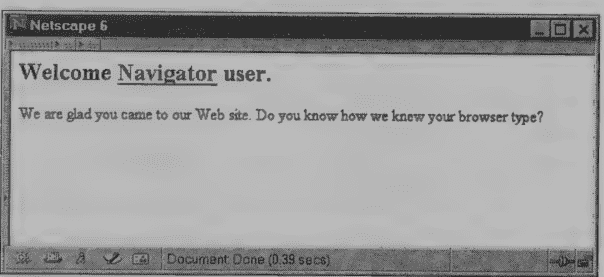 Netscape 6
Welcome Navigator user.
We are glad you came to our Web site. Do you know how we knew your browser type?
Document: Done (0.39 secs)